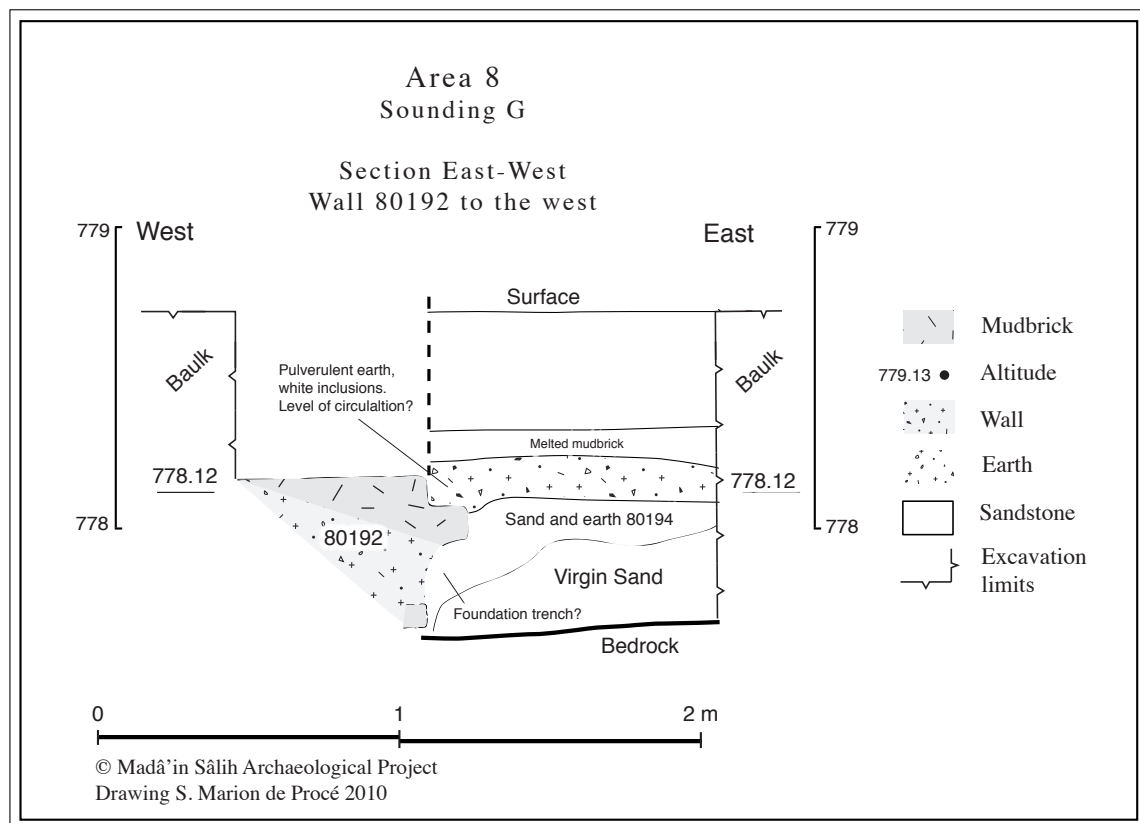 Area 8
Sounding G
Section East-West
Wall 80192 to the west
779
West
East
779
Surface
Baulk
Baulk
Pulverulent earth,
white inclusions.
Level of circulaltion?
Melted mudbrick
778.12
778.12
778
80192
Sand and earth 80194
778
Virgin Sand
Foundation trench?
Bedrock
Mudbrick
779.13 Altitude
Wall
Earth
Sandstone
Excavation
limits
0 1 2 m
© Madâ'in Sâlih Archaeological Project
Drawing S. Marion de Procé 2010